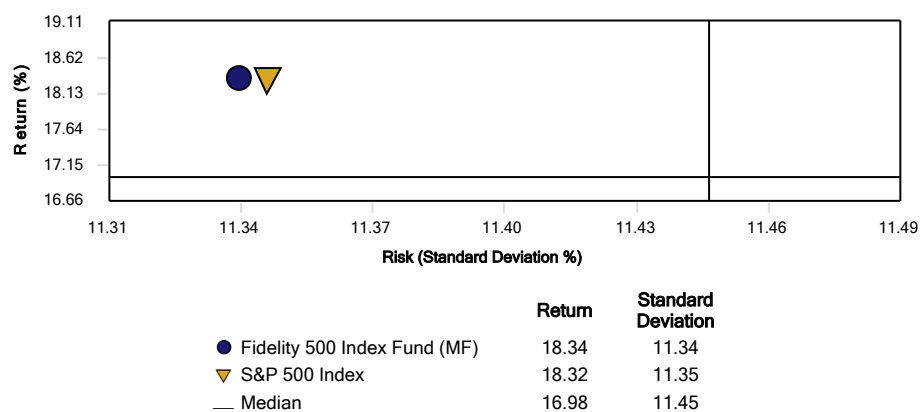 19.11
18.62
18.13
17.64
17.15
16.66
Return (%)
11.31 11.34 11.37 11.40 11.43 11.46 11.49
Risk (Standard Deviation %)
Return Standard Deviation
Fidelity 500 Index Fund (MF) 18.34 11.34
S&P 500 Index 18.32 11.35
Median 16.98 11.45